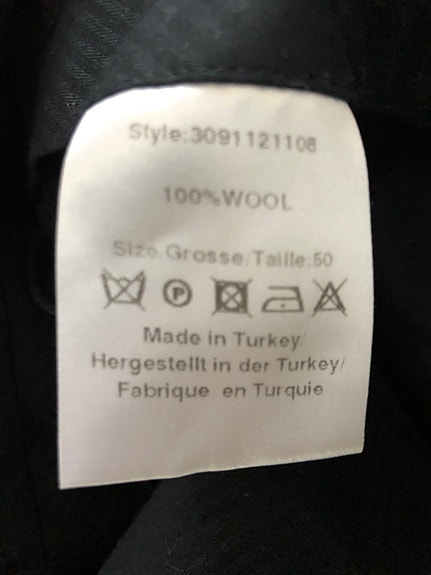 Style:3091121108
100%WOOL
Size.Grosse/Taille:50
P
Made in Turkey/
Hergestellt in der Turkey/
Fabrique en Turquie